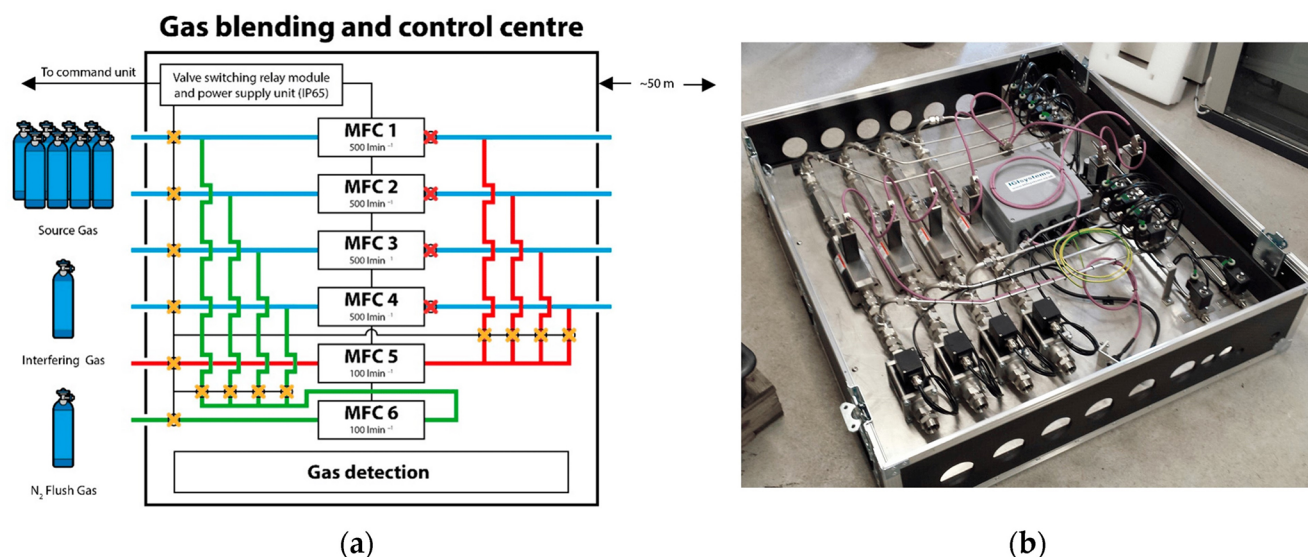 Gas blending and control centre
To command unit
Valve switching relay module
and power supply unit (IP65)
~50 m
MFC 1
500 lmin⁻¹
MFC 2
500 lmin⁻¹
MFC 3
500 lmin⁻¹
MFC 4
500 lmin⁻¹
MFC 5
100 lmin⁻¹
MFC 6
100 lmin⁻¹
Source Gas
Interfering Gas
N₂ Flush Gas
Gas detection
(a)
(b)